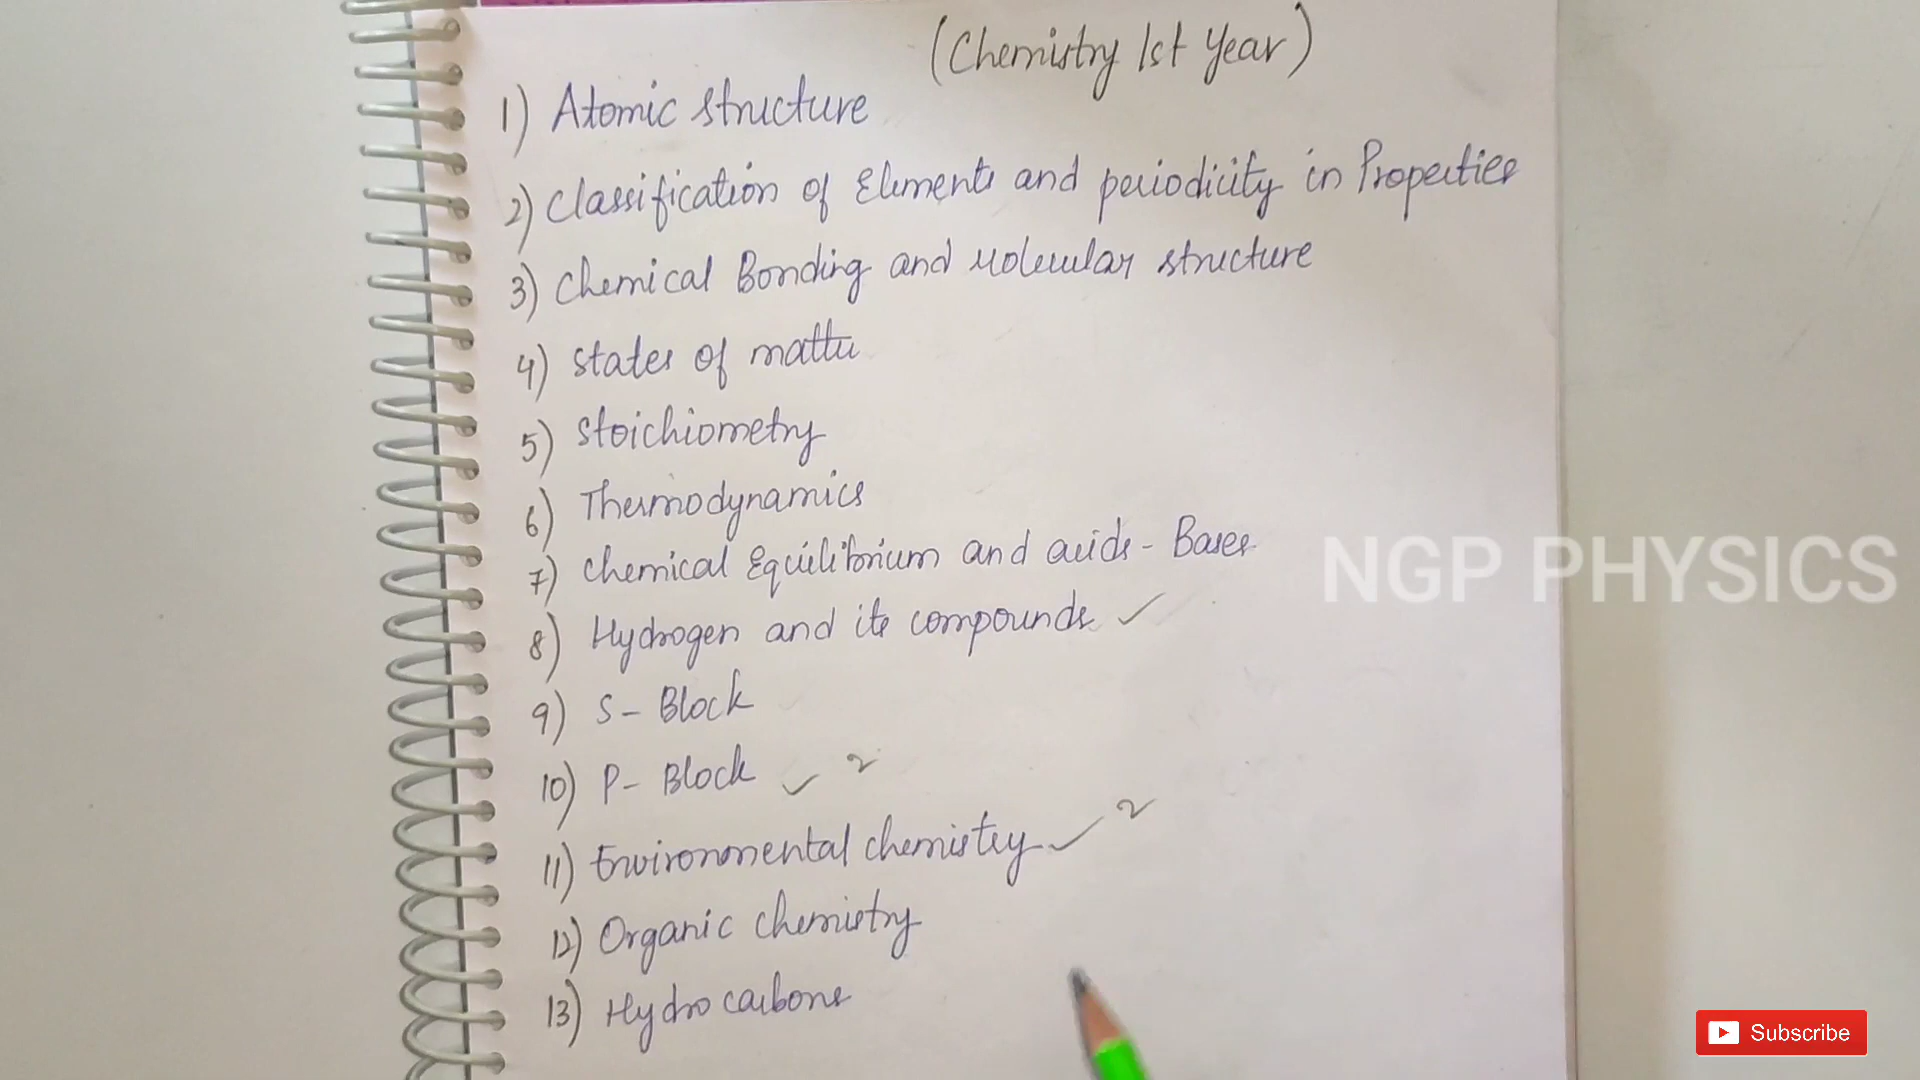 (Chemistry 1st Year)
1) Atomic structure
2) Classification of Elements and periodicity in Properties
3) Chemical Bonding and Molecular structure
4) States of matter
5) Stoichiometry
6) Thermodynamics
7) Chemical Equilibrium and acids - Bases
8) Hydrogen and its compounds ✓
9) S - Block
10) P - Block ✓ 2
11) Environmental chemistry ✓ 2
12) Organic chemistry
13) Hydro carbons
NGP PHYSICS
Subscribe